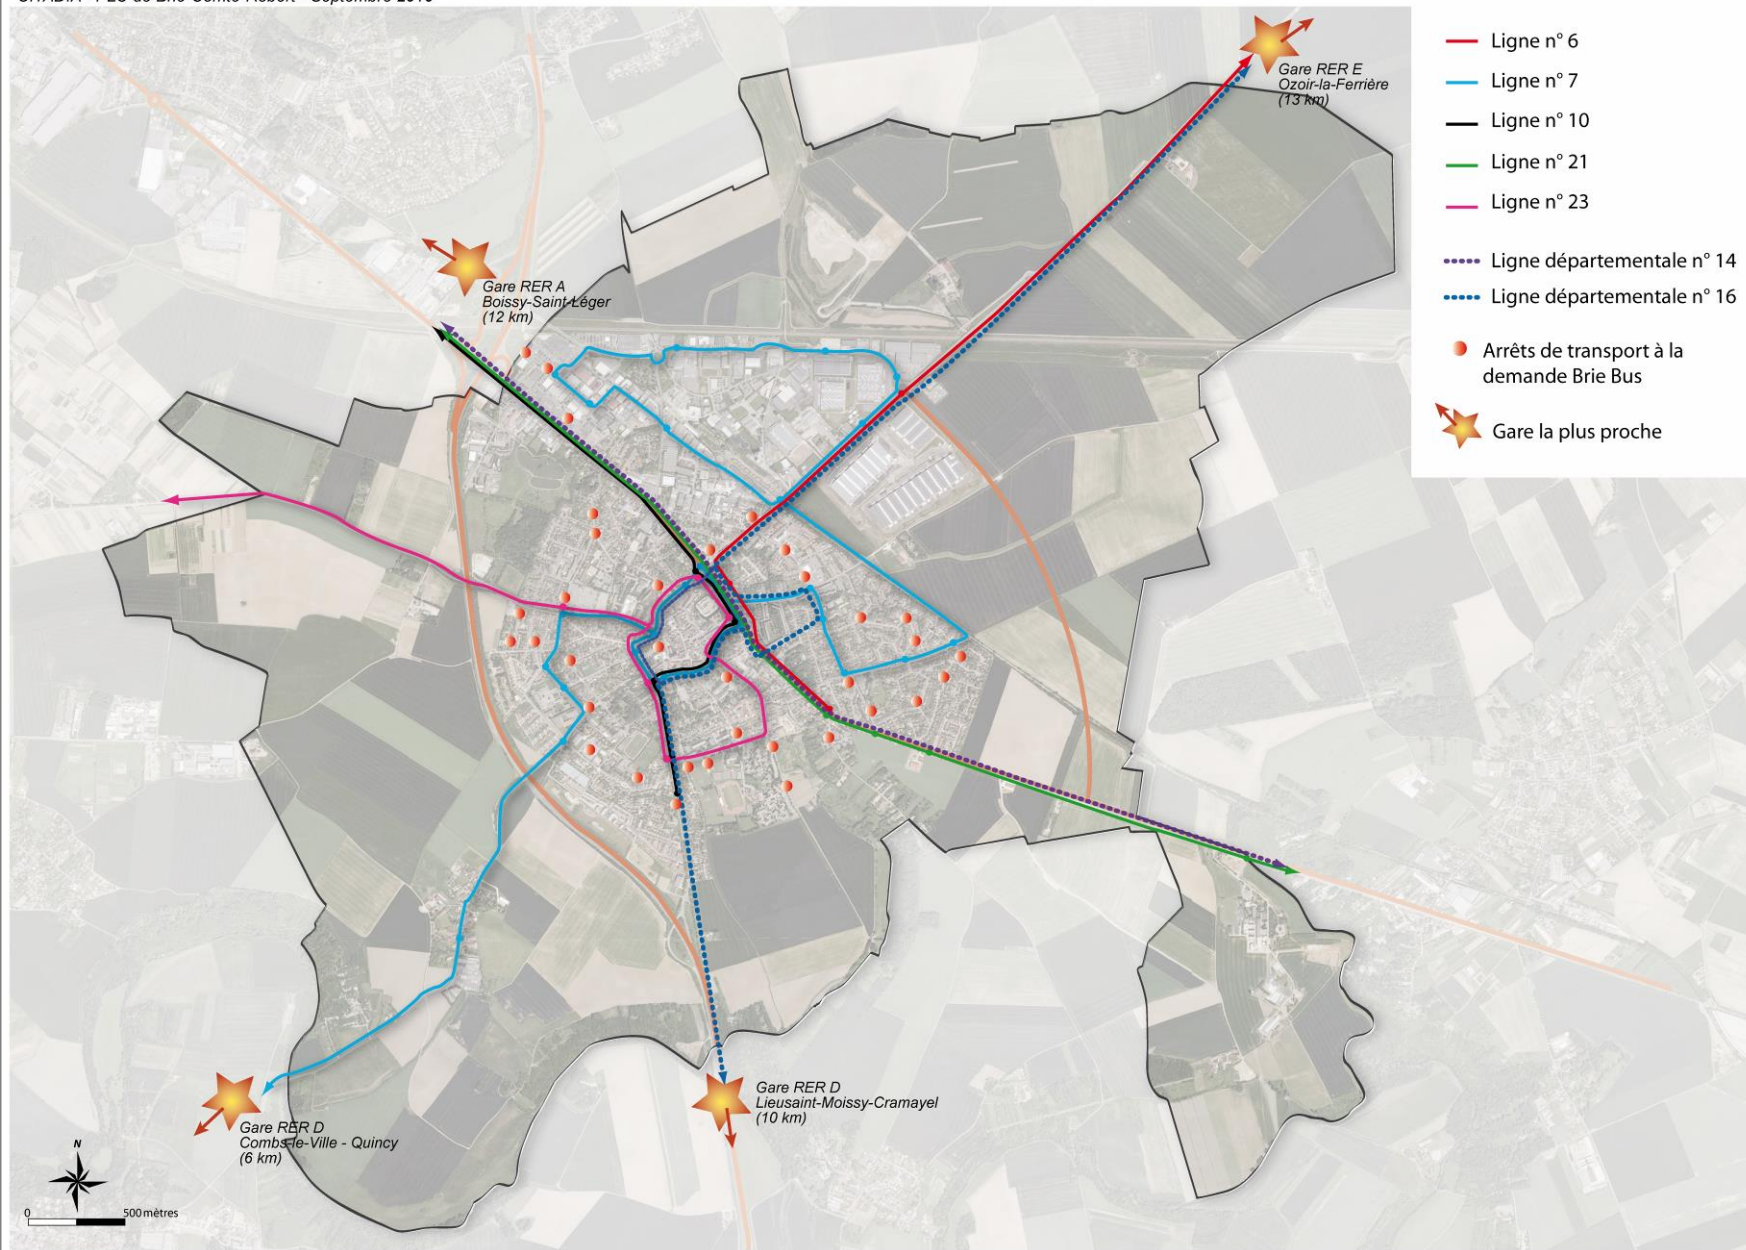 Ligne n° 6
Ligne n° 7
Ligne n° 10
Ligne n° 21
Ligne n° 23
Ligne départementale n° 14
Ligne départementale n° 16
Arrêts de transport à la
demande Brie Bus
Gare la plus proche
Gare RER E
Ozoir-la-Ferrière
(13 km)
Gare RER A
Boissy-Saint-Léger
(12 km)
Gare RER D
Lieusaint-Moissy-Cramayel
(10 km)
Gare RER D
Combs-le-Ville - Quincy
(6 km)
N
0 500 mètres